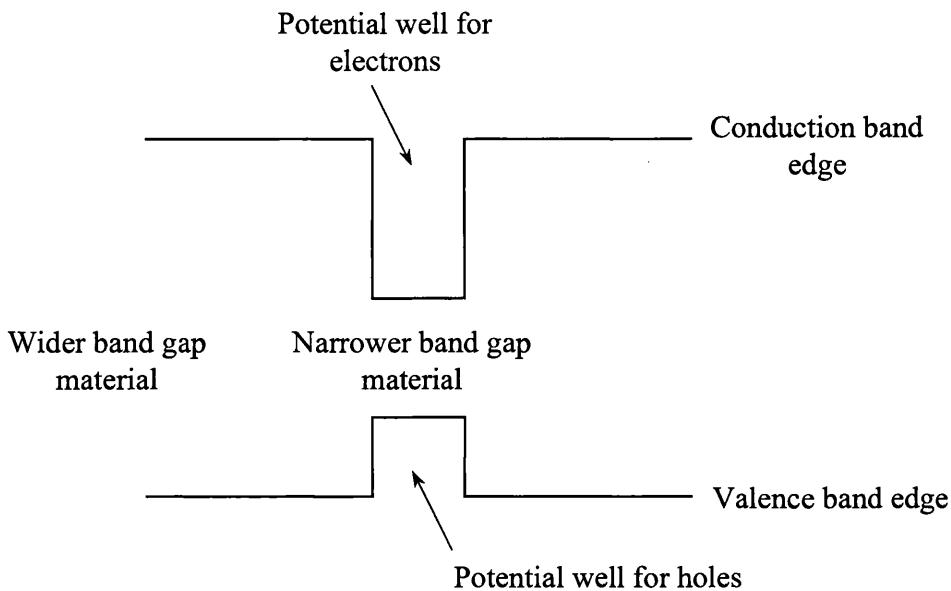 Potential well for
electrons
Conduction band
edge
Wider band gap
material
Narrower band gap
material
Valence band edge
Potential well for holes